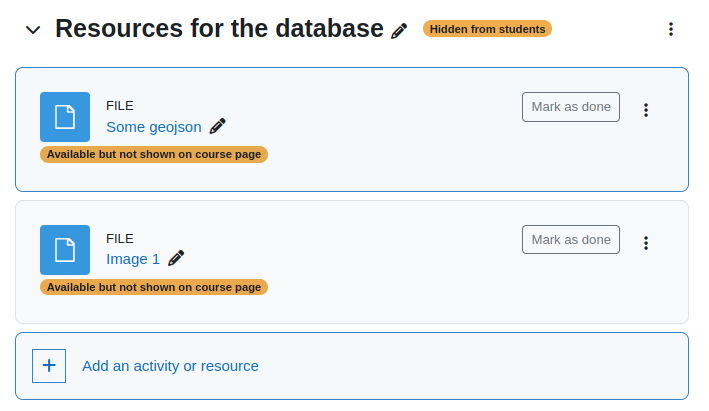 Resources for the database
Hidden from students
FILE
Some geojson
Mark as done
Available but not shown on course page
FILE
Image 1
Mark as done
Available but not shown on course page
Add an activity or resource